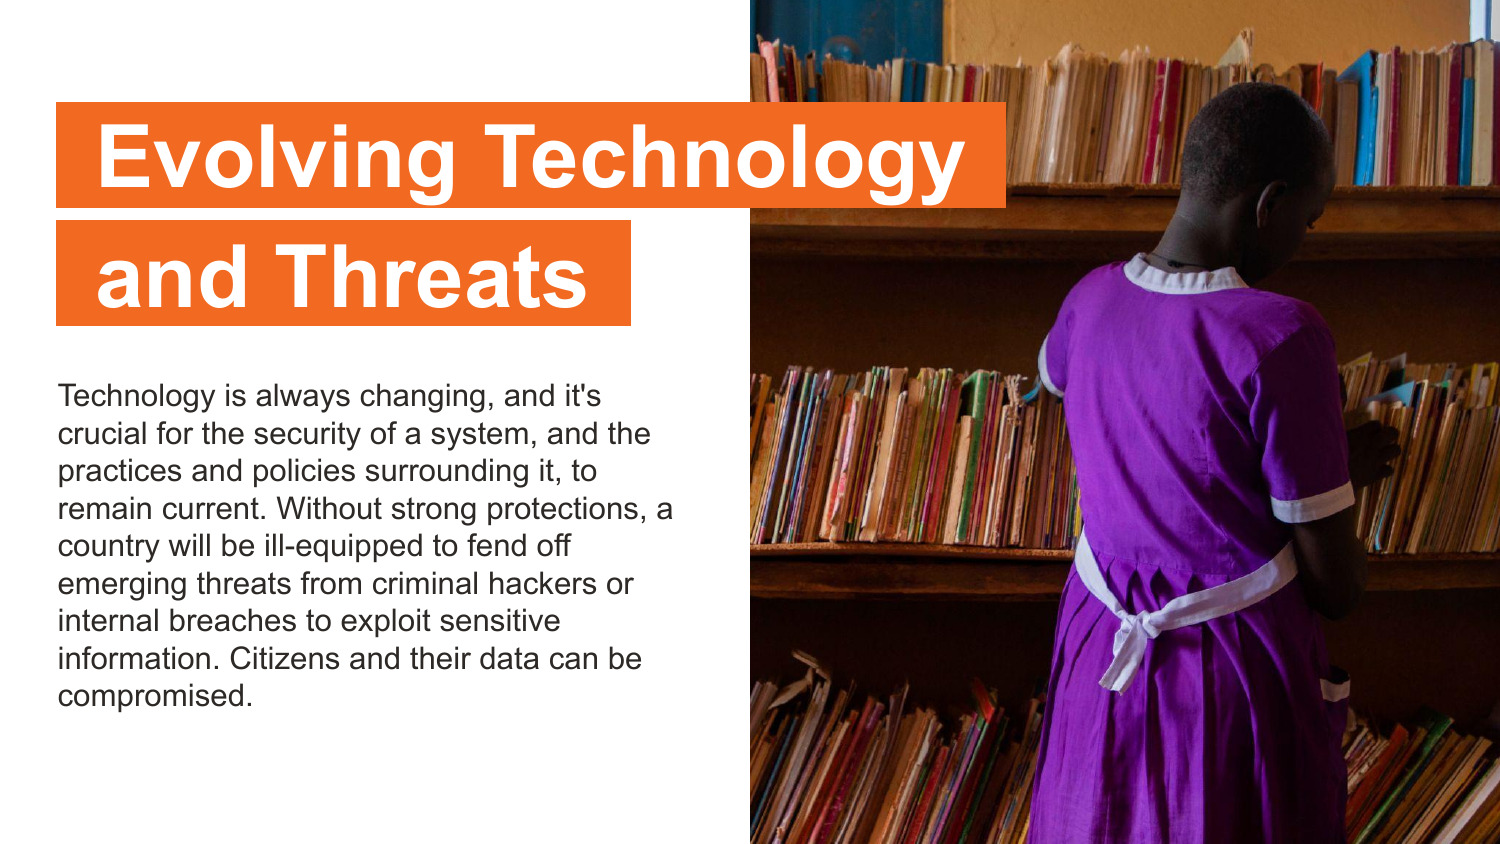 Evolving Technology
and Threats
Technology is always changing, and it's
crucial for the security of a system, and the
practices and policies surrounding it, to
remain current. Without strong protections, a
country will be ill-equipped to fend off
emerging threats from criminal hackers or
internal breaches to exploit sensitive
information. Citizens and their data can be
compromised.